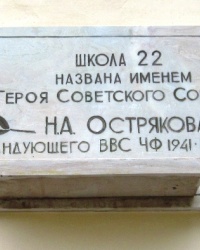 ШКОЛА 22
НАЗВАНА ИМЕНЕМ
ГЕРОЯ СОВЕТСКОГО СО
Н.А. ОСТРЯКОВА
НДУЮЩЕГО ВВС ЧФ 1941-